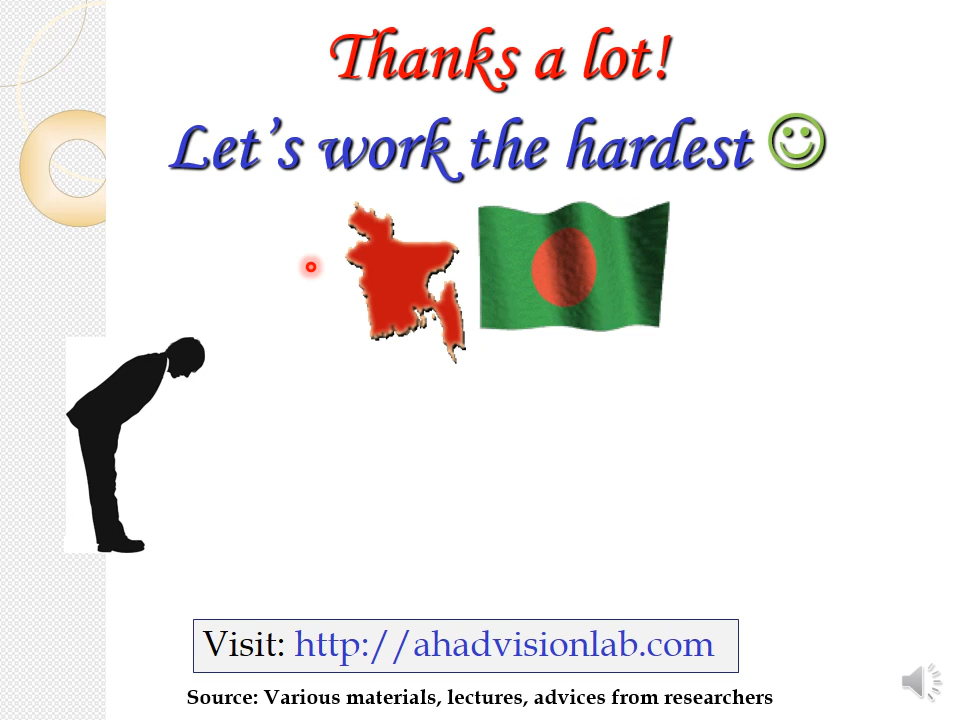 Thanks a lot!
Let’s work the hardest ☺
Visit: http://ahadvisionlab.com
Source: Various materials, lectures, advices from researchers